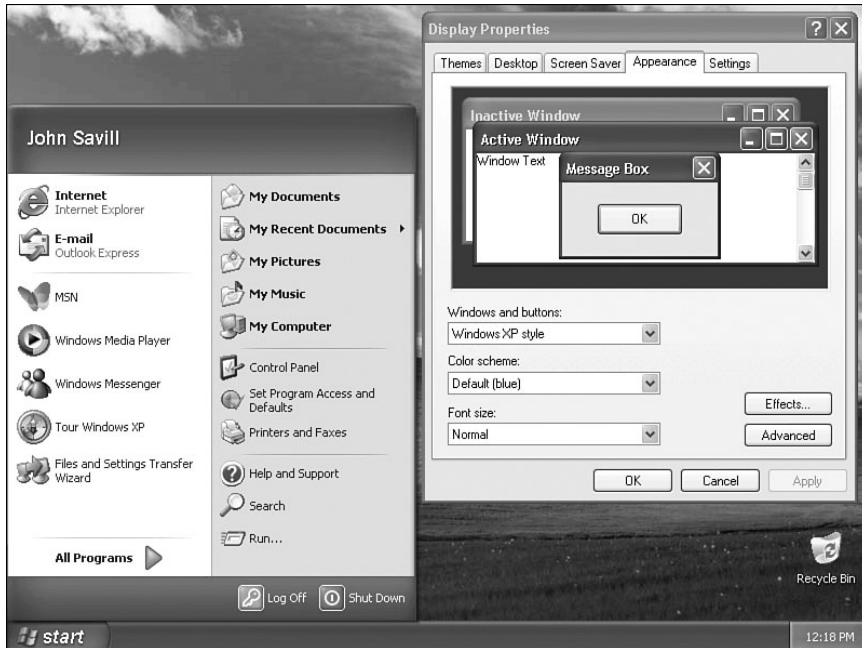 John Savill
Internet
Internet Explorer
E-mail
Outlook Express
MSN
Windows Media Player
Windows Messenger
Tour Windows XP
Files and Settings Transfer
Wizard
All Programs
My Documents
My Recent Documents
My Pictures
My Music
My Computer
Control Panel
Set Program Access and
Defaults
Printers and Faxes
Help and Support
Search
Run...
Log Off
Shut Down
Display Properties
Themes Desktop Screen Saver Appearance Settings
Inactive Window
Active Window
Window Text
Message Box
OK
Windows and buttons:
Windows XP style
Color scheme:
Default (blue)
Font size:
Normal
Effects...
Advanced
OK Cancel Apply
Recycle Bin
start
12:18 PM